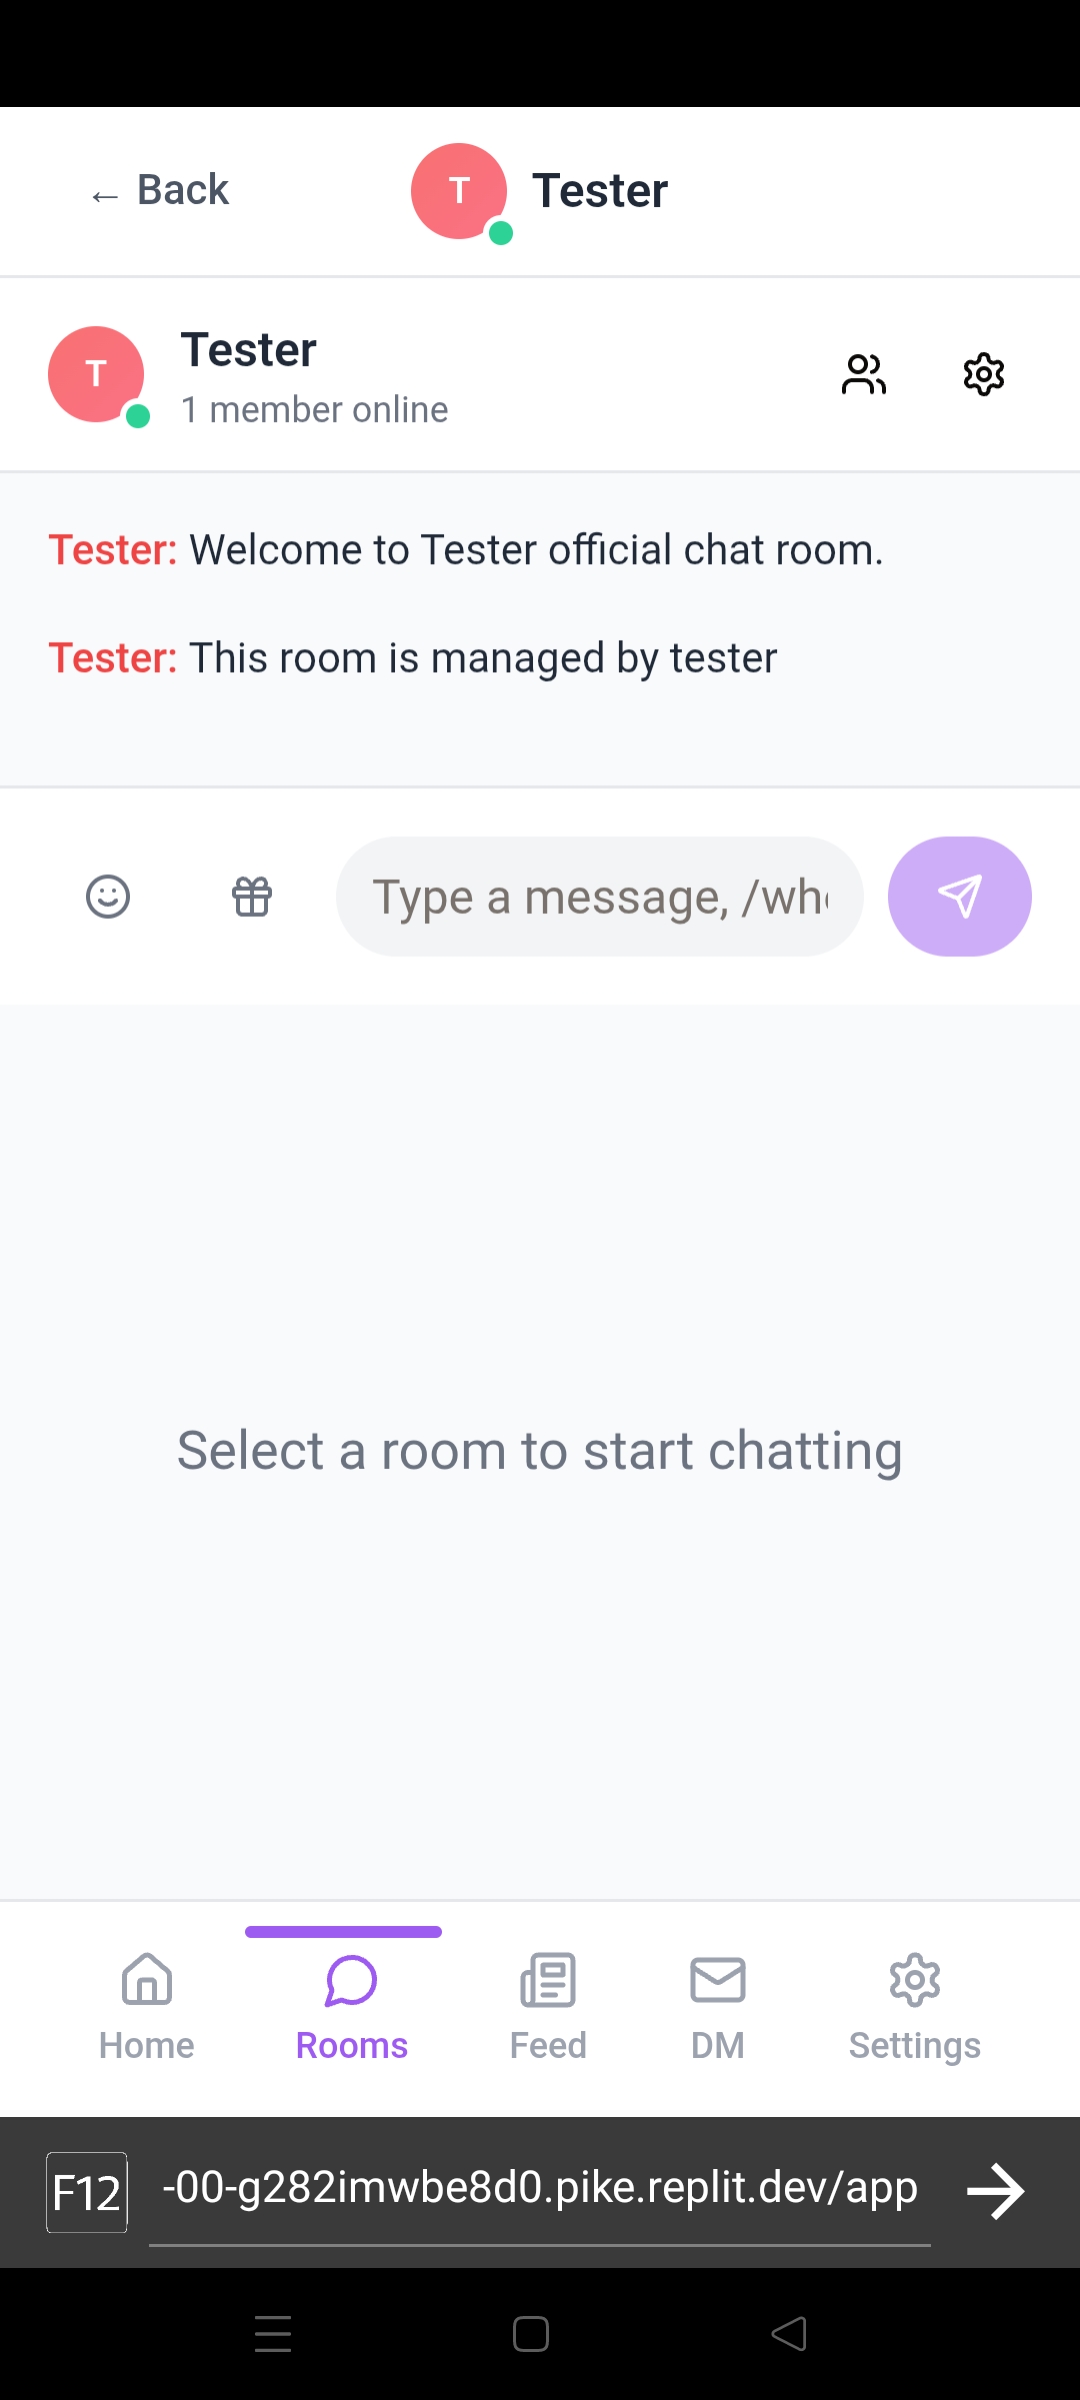 ← Back
T
Tester
T
Tester
1 member online
Tester: Welcome to Tester official chat room.
Tester: This room is managed by tester
Type a message, /wh
Select a room to start chatting
Home
Rooms
Feed
DM
Settings
F12
-00-g282imwbe8d0.pike.replit.dev/app